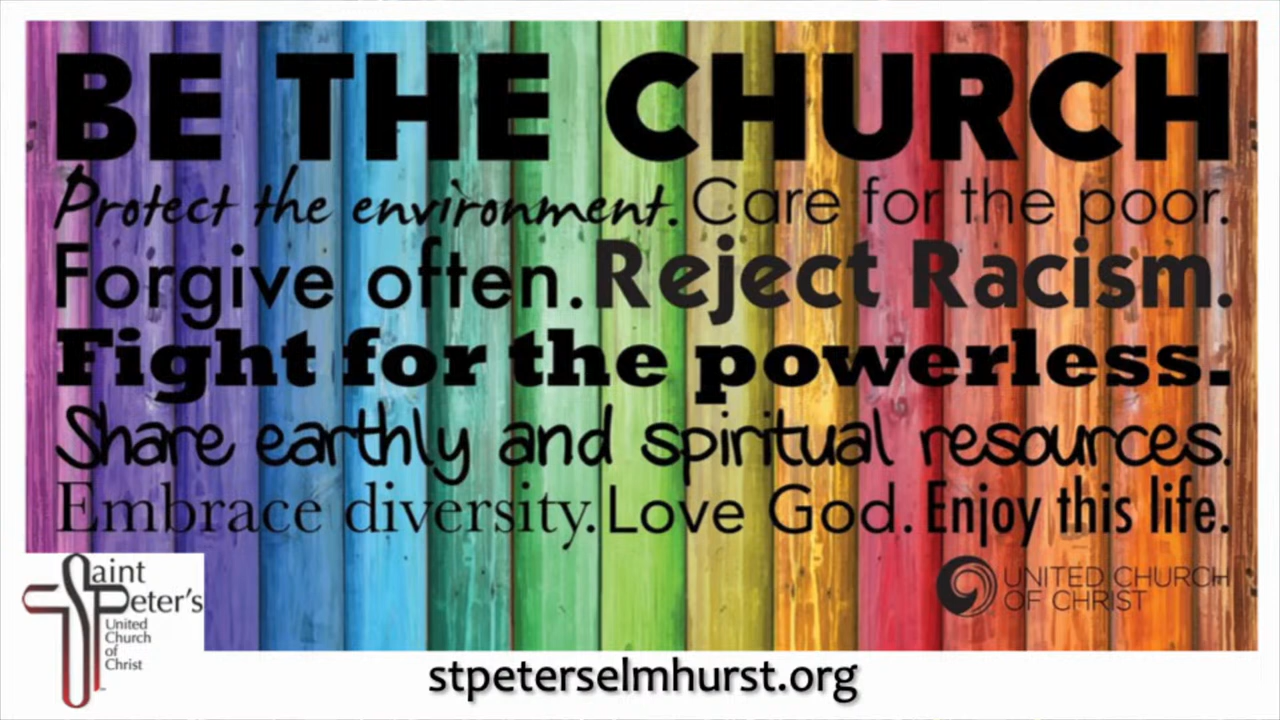 BE THE CHURCH
Protect the environment. Care for the poor.
Forgive often. Reject Racism.
Fight for the powerless.
Share earthly and spiritual resources.
Embrace diversity. Love God. Enjoy this life.
UNITED CHURCH
OF CHRIST
Saint
Peter's
United
Church
of
Christ
stpeterselmhurst.org